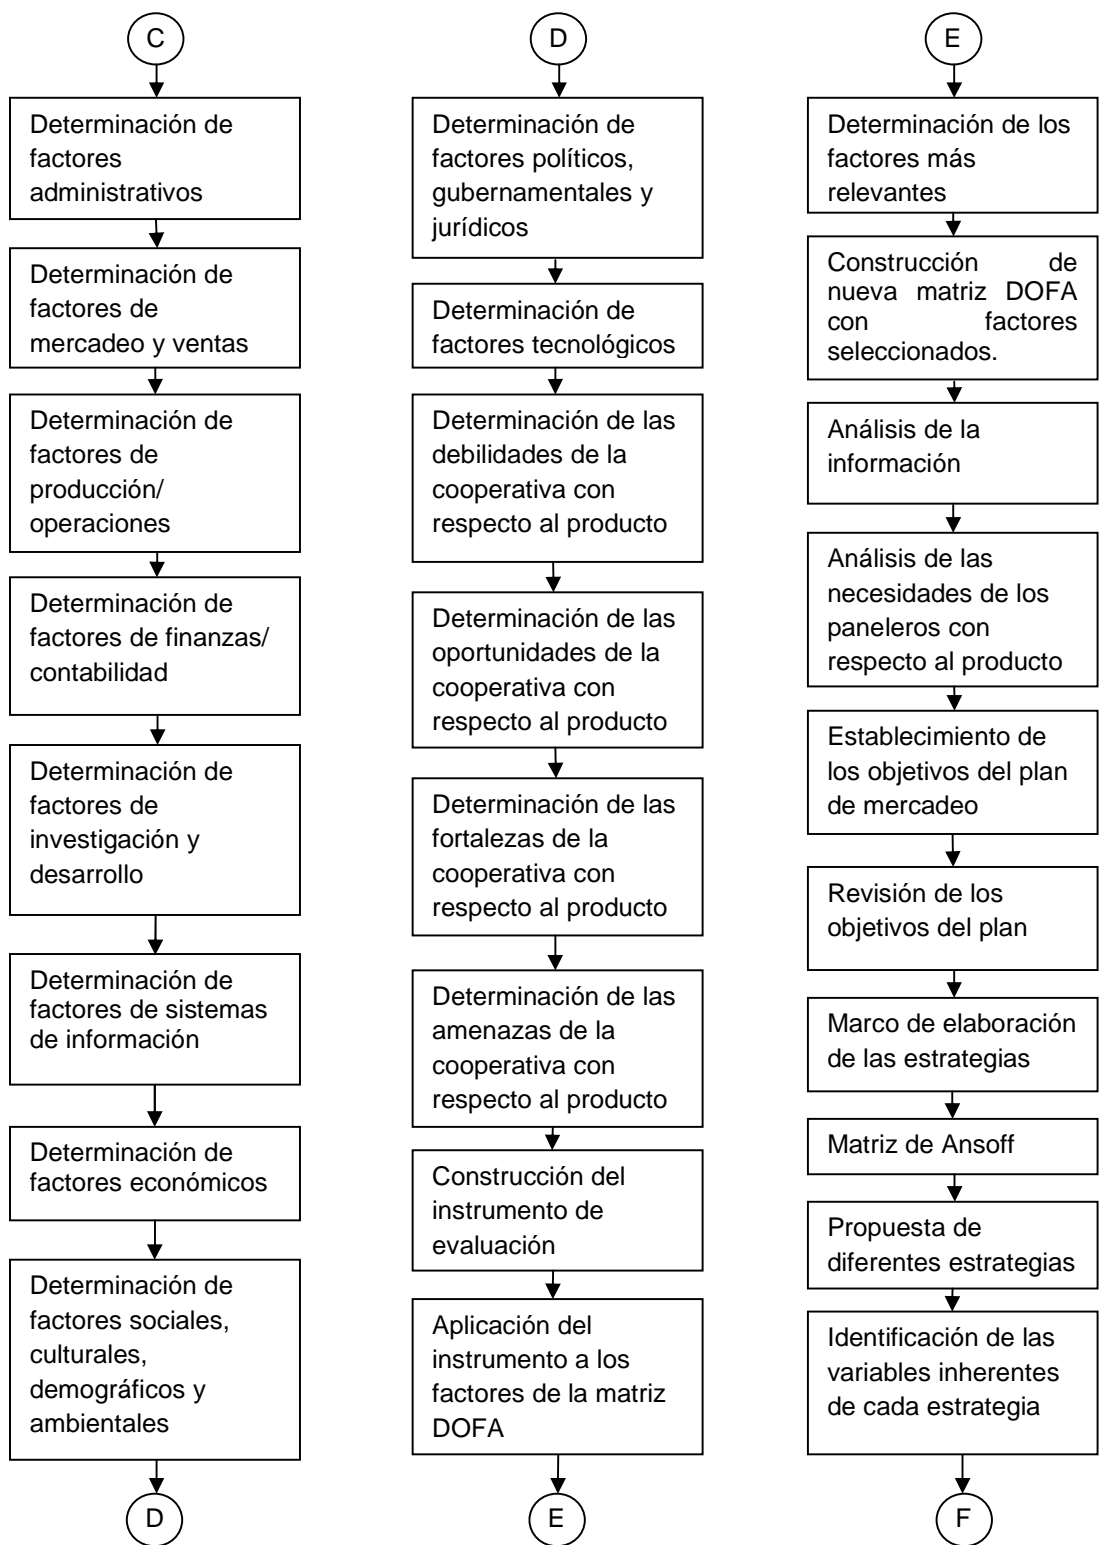 C
Determinación de
factores
administrativos
Determinación de
factores de
mercadeo y ventas
Determinación de
factores de
producción/
operaciones
Determinación de
factores de finanzas/
contabilidad
Determinación de
factores de
investigación y
desarrollo
Determinación de
factores de sistemas
de información
Determinación de
factores económicos
Determinación de
factores sociales,
culturales,
demográficos y
ambientales
D
D
Determinación de
factores políticos,
gubernamentales y
jurídicos
Determinación de
factores tecnológicos
Determinación de las
debilidades de la
cooperativa con
respecto al producto
Determinación de las
oportunidades de la
cooperativa con
respecto al producto
Determinación de las
fortalezas de la
cooperativa con
respecto al producto
Determinación de las
amenazas de la
cooperativa con
respecto al producto
Construcción del
instrumento de
evaluación
Aplicación del
instrumento a los
factores de la matriz
DOFA
E
E
Determinación de los
factores más
relevantes
Construcción de
nueva matriz DOFA
con factores
seleccionados.
Análisis de la
información
Análisis de las
necesidades de los
paneleros con
respecto al producto
Establecimiento de
los objetivos del plan
de mercadeo
Revisión de los
objetivos del plan
Marco de elaboración
de las estrategias
Matriz de Ansoff
Propuesta de
diferentes estrategias
Identificación de las
variables inherentes
de cada estrategia
F